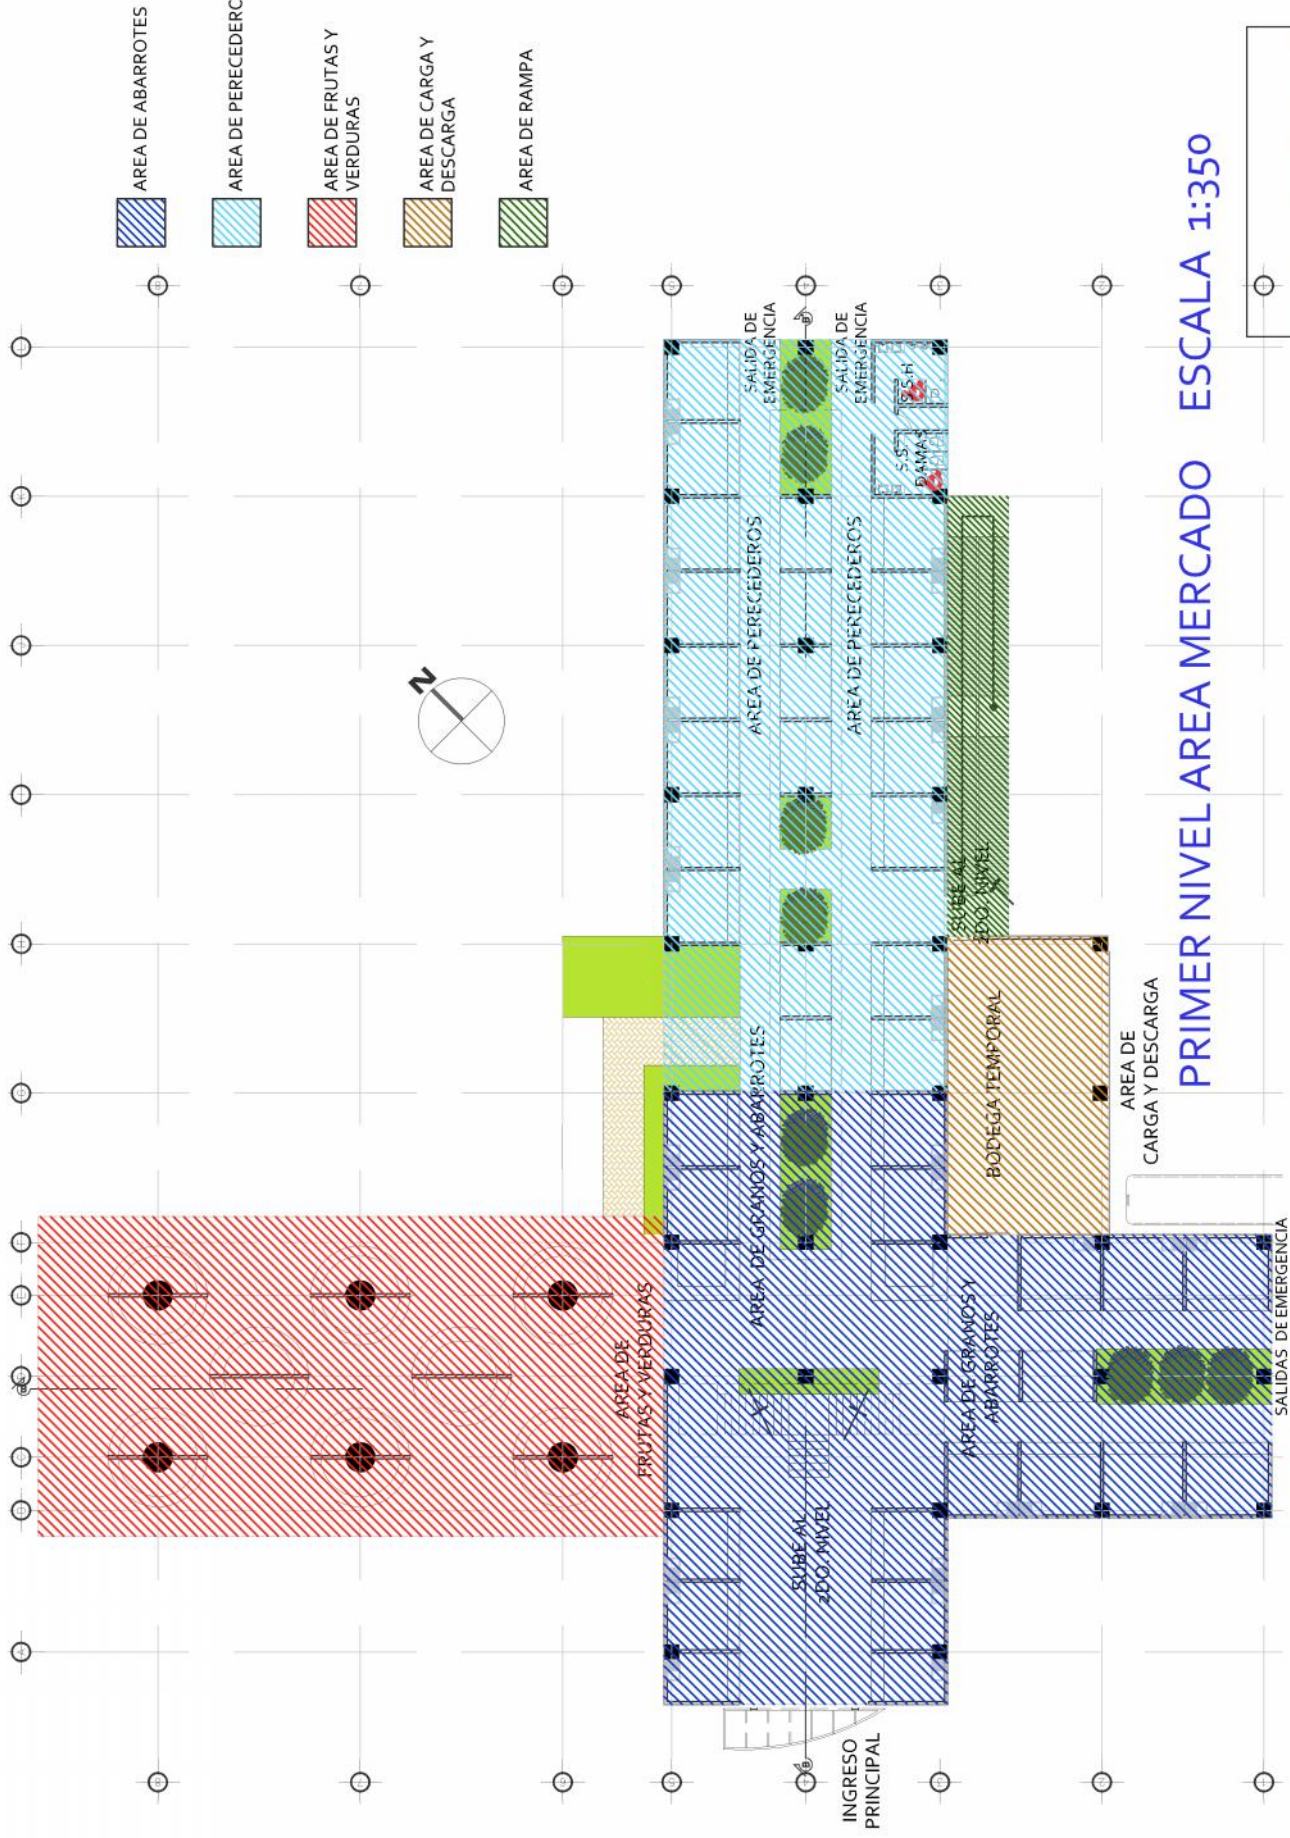 AREA DE ABARROTES
AREA DE PERECEDERO
AREA DE FRUTAS Y
VERDURAS
AREA DE CARGA Y
DESCARGA
AREA DE RAMPA
N
SALIDA DE
EMERGENCIA
SALIDA DE
EMERGENCIA
S.S.H
S.S.
DAMAS
AREA DE PERECEDEROS
AREA DE PERECEDEROS
SUBE AL
2DO. NIVEL
AREA DE GRANOS Y ABARROTES
BODEGA TEMPORAL
AREA DE
CARGA Y DESCARGA
AREA DE
FRUTAS Y VERDURAS
AREA DE GRANOS Y
ABARROTES
SALIDAS DE EMERGENCIA
SUBE AL
2DO. NIVEL
INGRESO
PRINCIPAL
PRIMER NIVEL AREA MERCADO ESCALA 1:350